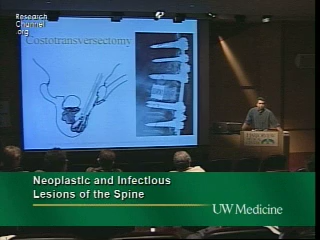 Research
Channel
.org
Costotransversectomy
Neoplastic and Infectious
Lesions of the Spine
UW Medicine